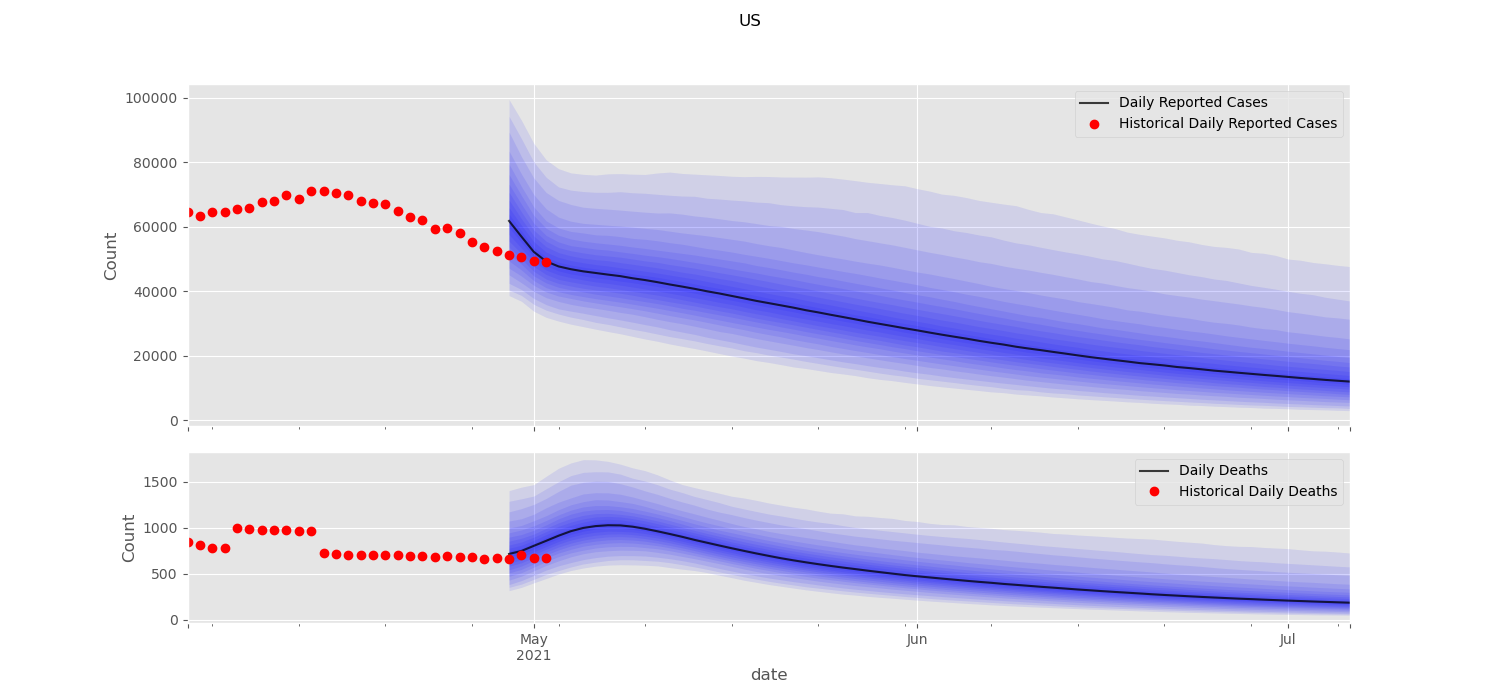 US
100000
80000
60000
40000
20000
0
Count
Daily Reported Cases
Historical Daily Reported Cases
1500
1000
500
0
Count
Daily Deaths
Historical Daily Deaths
May
2021
Jun
Jul
date